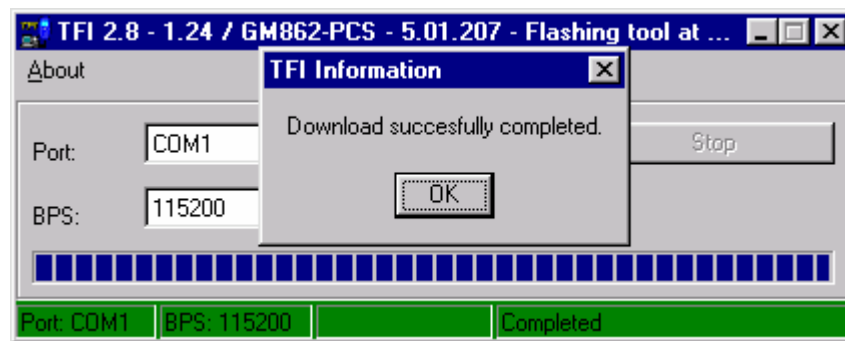 TFI 2.8 - 1.24 / GM862-PCS - 5.01.207 - Flashing tool at ...
About
TFI Information
Download succesfully completed.
OK
Port:
COM1
Stop
BPS:
115200
Port: COM1
BPS: 115200
Completed